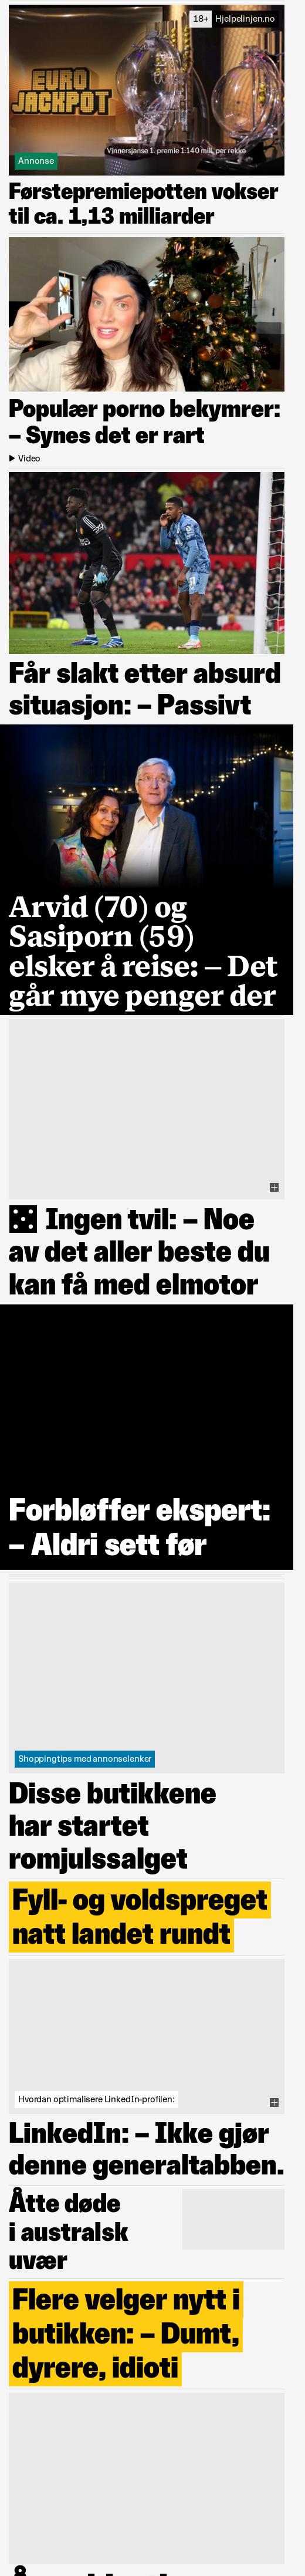 18+ Hjelpelinjen.no
EURO
JACKPOT
Vinnersjanse 1. premie 1:140 mill. per rekke
Annonse
Førstepremiepotten vokser
til ca. 1,13 milliarder
Populær porno bekymrer:
– Synes det er rart
Video
Får slakt etter absurd
situasjon: – Passivt
Arvid (70) og
Sasiporn (59)
elsker å reise: – Det
går mye penger der
Ingen tvil: – Noe
av det aller beste du
kan få med elmotor
Forbløffer ekspert:
– Aldri sett før
Shoppingtips med annonselenker
Disse butikkene
har startet
romjulssalget
Fyll- og voldspreget
natt landet rundt
Hvordan optimalisere LinkedIn-profilen:
LinkedIn: – Ikke gjør
denne generaltabben.
Åtte døde
i australsk
uvær
Flere velger nytt i
butikken: – Dumt,
dyrere, idioti